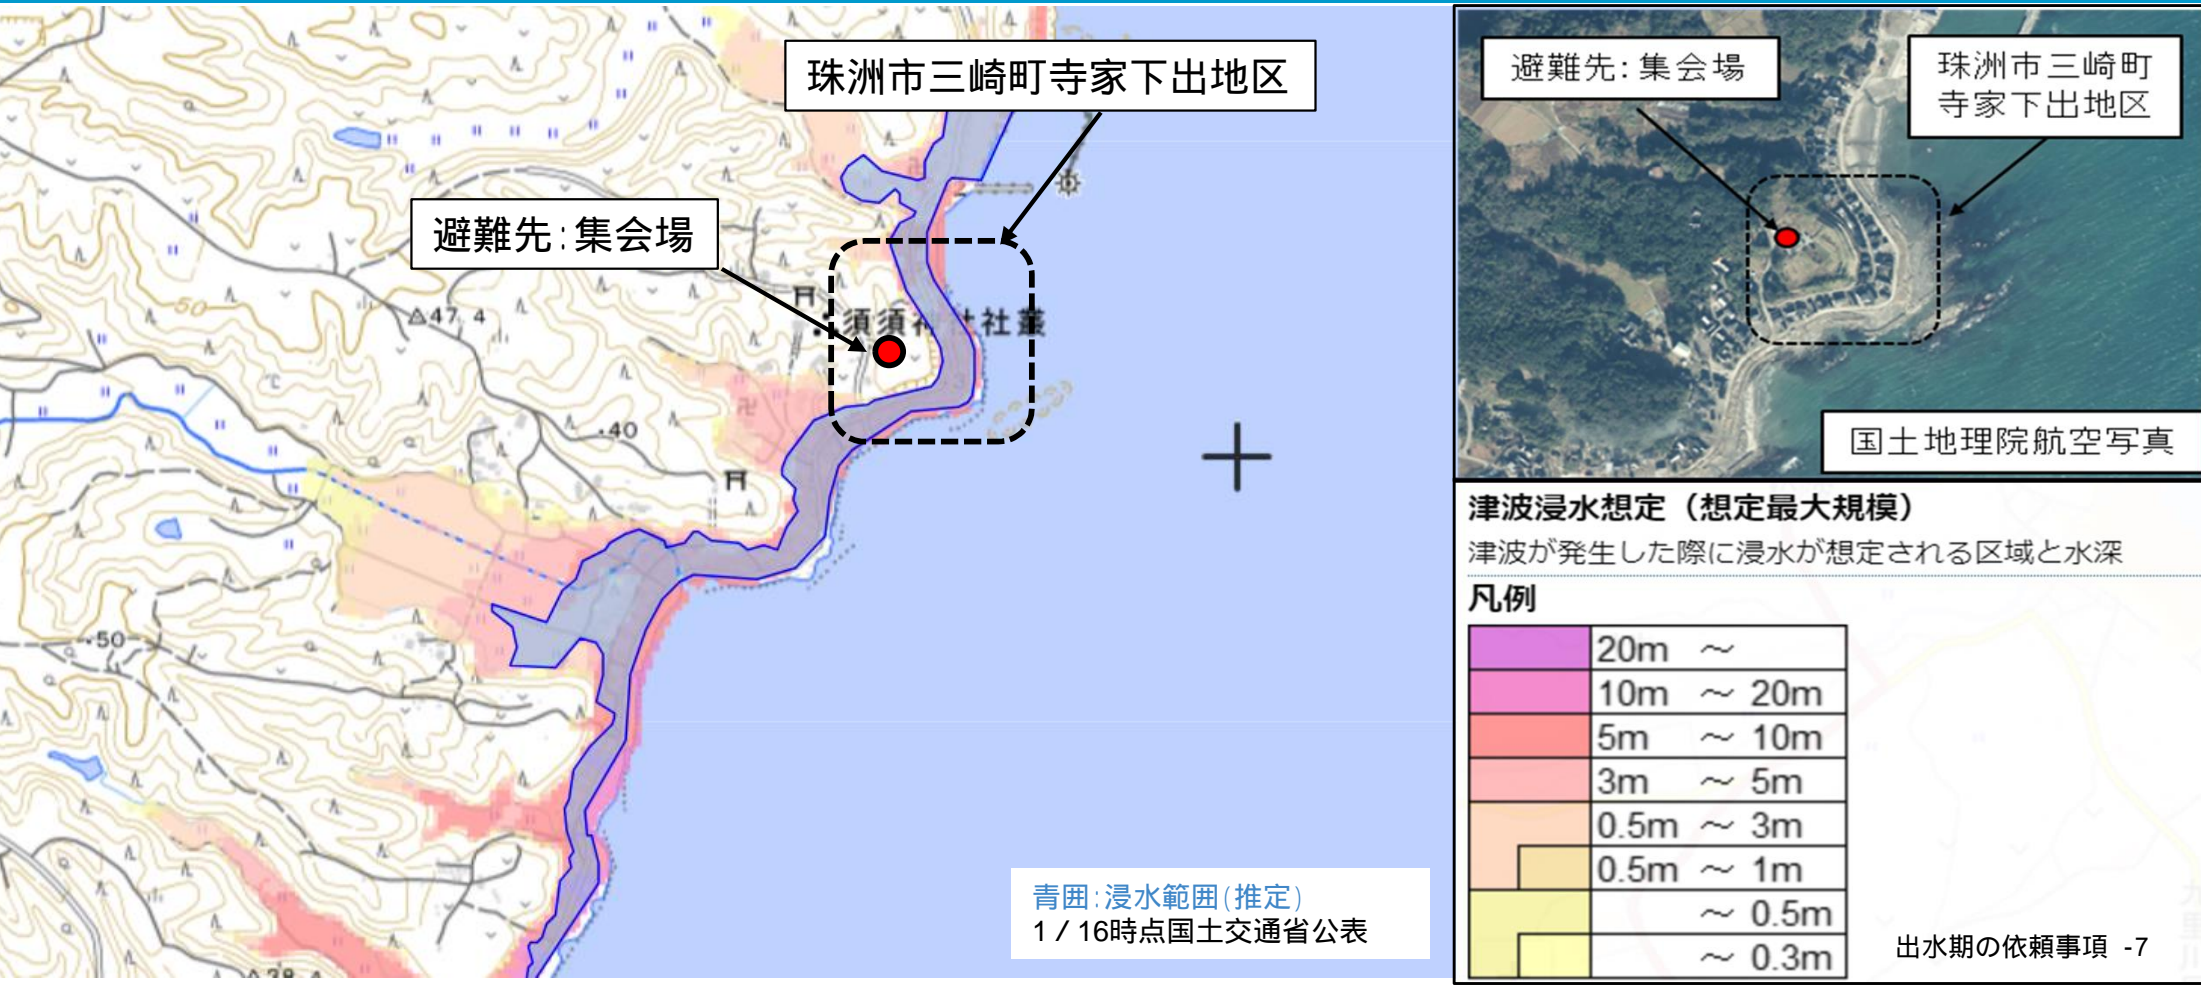 珠洲市三崎町寺家下出地区
避難先:集会場
50
47.4
須須神社社叢
・40
・50
青囲:浸水範囲(推定)
1/16時点国土交通省公表
避難先:集会場
珠洲市三崎町
寺家下出地区
国土地理院航空写真
津波浸水想定(想定最大規模)
津波が発生した際に浸水が想定される区域と水深
凡例
20m ～
10m ～ 20m
5m ～ 10m
3m ～ 5m
0.5m ～ 3m
0.5m ～ 1m
～ 0.5m
～ 0.3m
出水期の依頼事項 -7